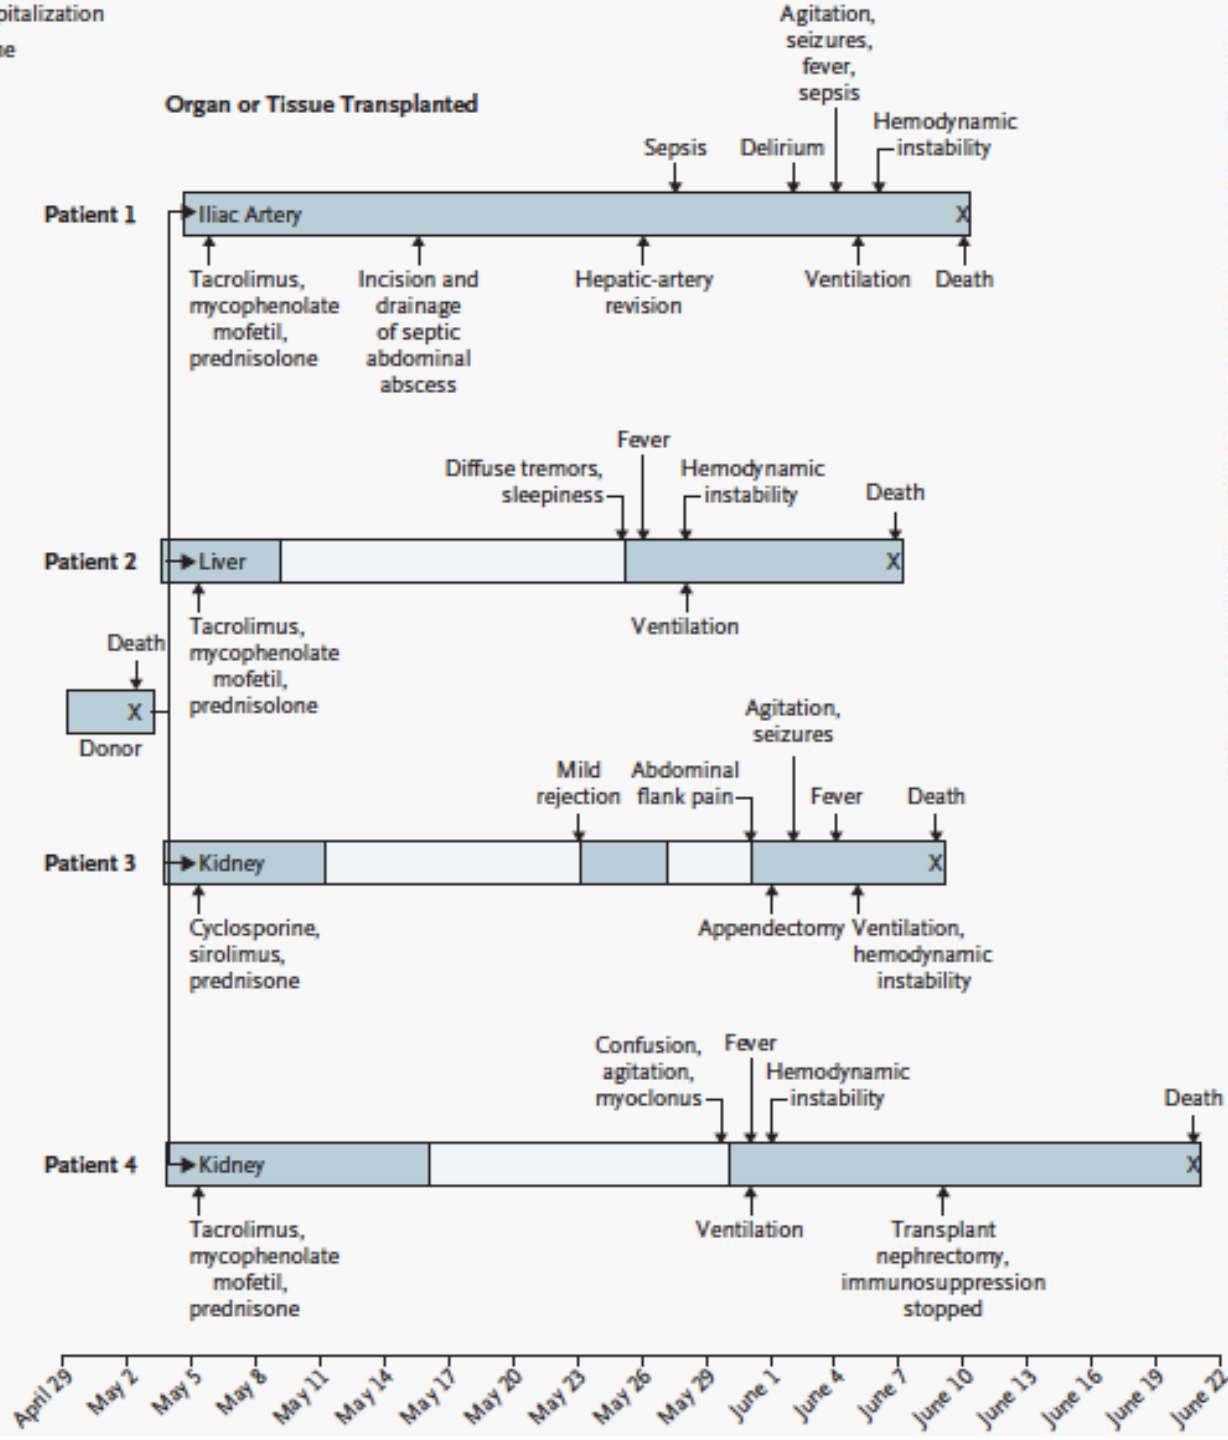 pitalization
ne
Organ or Tissue Transplanted
Agitation,
seizures,
fever,
sepsis
Hemodynamic
instability
Sepsis
Delirium
Patient 1
Iliac Artery
X
Tacrolimus,
mycophenolate
mofetil,
prednisolone
Incision and
drainage
of septic
abdominal
abscess
Hepatic-artery
revision
Ventilation
Death
Fever
Diffuse tremors,
sleepiness
Hemodynamic
instability
Death
Patient 2
Liver
X
Tacrolimus,
mycophenolate
mofetil,
prednisolone
Ventilation
Death
X
Donor
Agitation,
seizures
Mild
rejection
Abdominal
flank pain
Fever
Death
Patient 3
Kidney
X
Cyclosporine,
sirolimus,
prednisone
Appendectomy
Ventilation,
hemodynamic
instability
Confusion,
agitation,
myoclonus
Fever
Hemodynamic
instability
Death
Patient 4
Kidney
X
Tacrolimus,
mycophenolate
mofetil,
prednisone
Ventilation
Transplant
nephrectomy,
immunosuppression
stopped
April 29
May 2
May 5
May 8
May 11
May 14
May 17
May 20
May 23
May 26
May 29
June 1
June 4
June 7
June 10
June 13
June 16
June 19
June 22